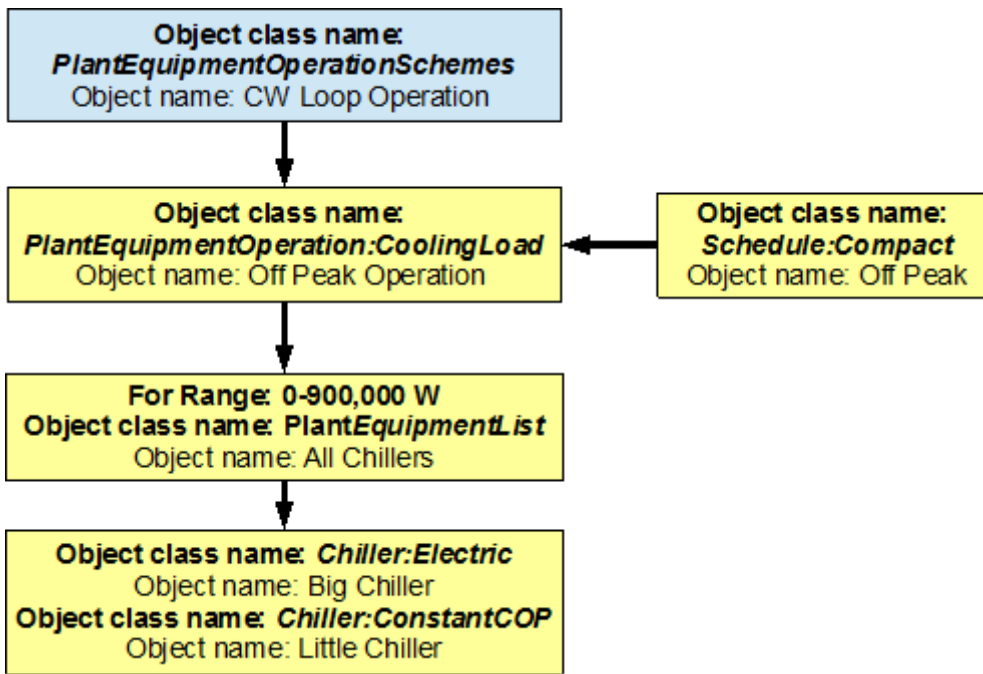 Object class name:
PlantEquipmentOperationSchemes
Object name: CW Loop Operation
Object class name:
PlantEquipmentOperation:CoolingLoad
Object name: Off Peak Operation
Object class name:
Schedule:Compact
Object name: Off Peak
For Range: 0-900,000 W
Object class name: PlantEquipmentList
Object name: All Chillers
Object class name: Chiller:Electric
Object name: Big Chiller
Object class name: Chiller:ConstantCOP
Object name: Little Chiller